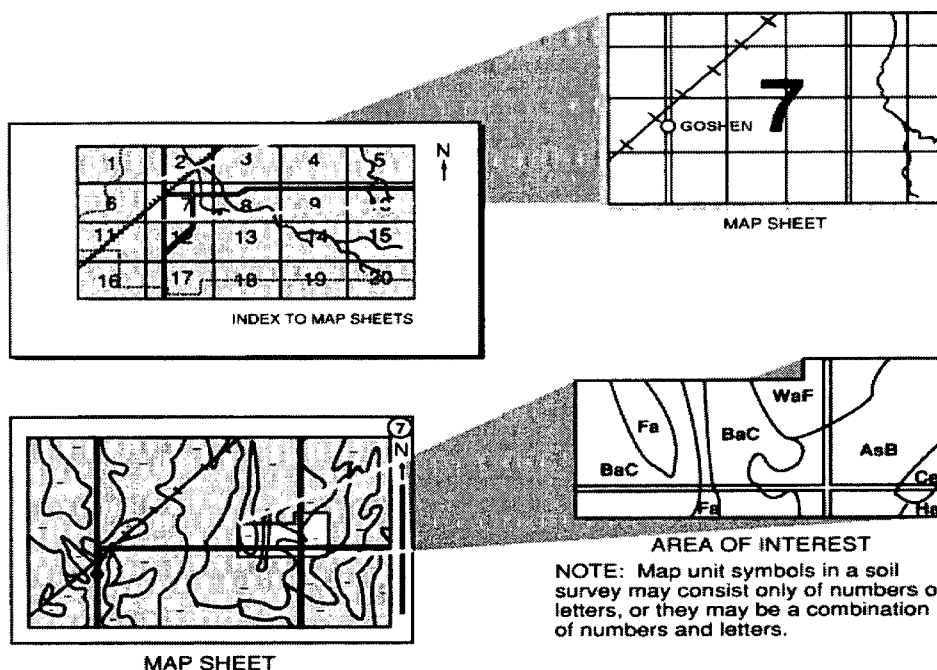 7
GOSHEN
MAP SHEET
N
1 2 3 4 5
6 7 8 9 10
11 12 13 14 15
16 17 18 19 20
INDEX TO MAP SHEETS
7
N
MAP SHEET
WaF
Fa
BaC
AsB
BaC
Ca
Fa
Ha
AREA OF INTEREST
NOTE: Map unit symbols in a soil
survey may consist only of numbers o
letters, or they may be a combination
of numbers and letters.